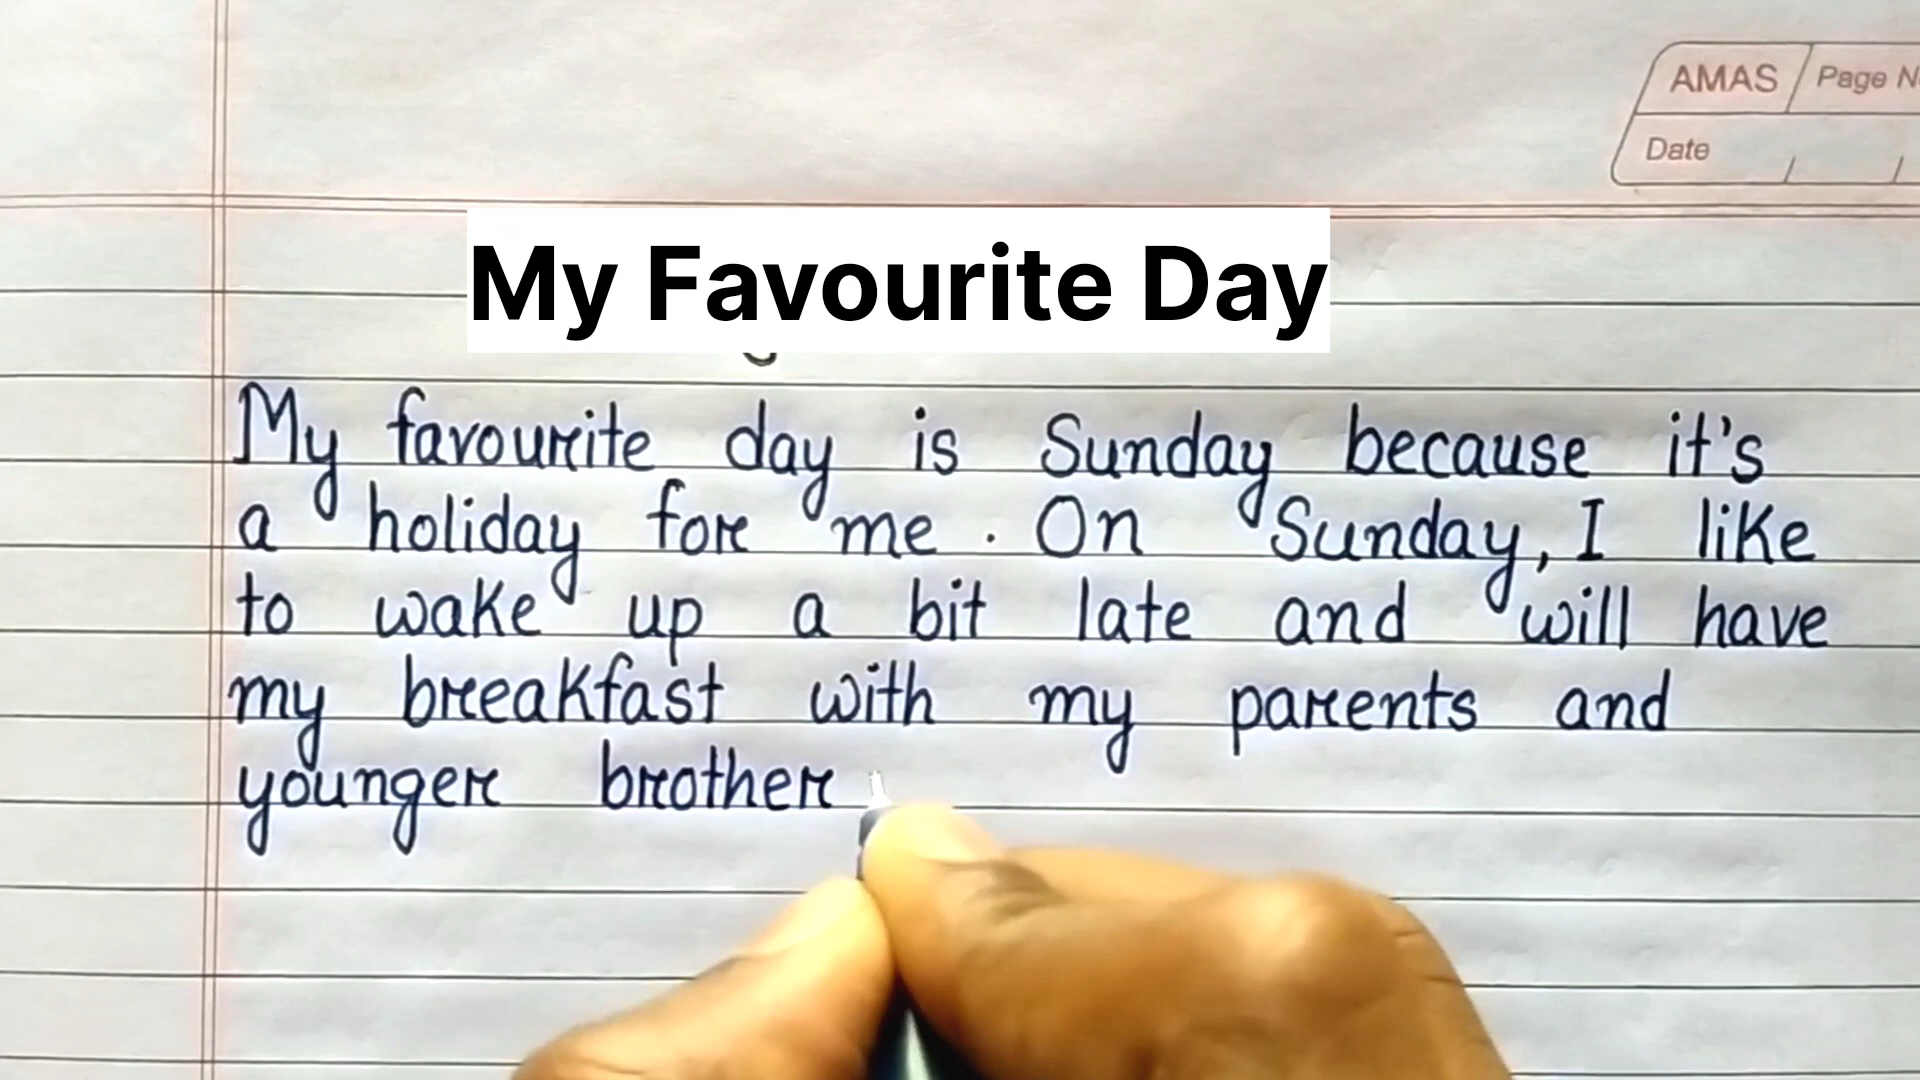 AMAS Page
Date
My Favourite Day
My favourite day is Sunday because it's
a holiday for me. On Sunday, I like
to wake up a bit late and will have
my breakfast with my parents and
younger brother